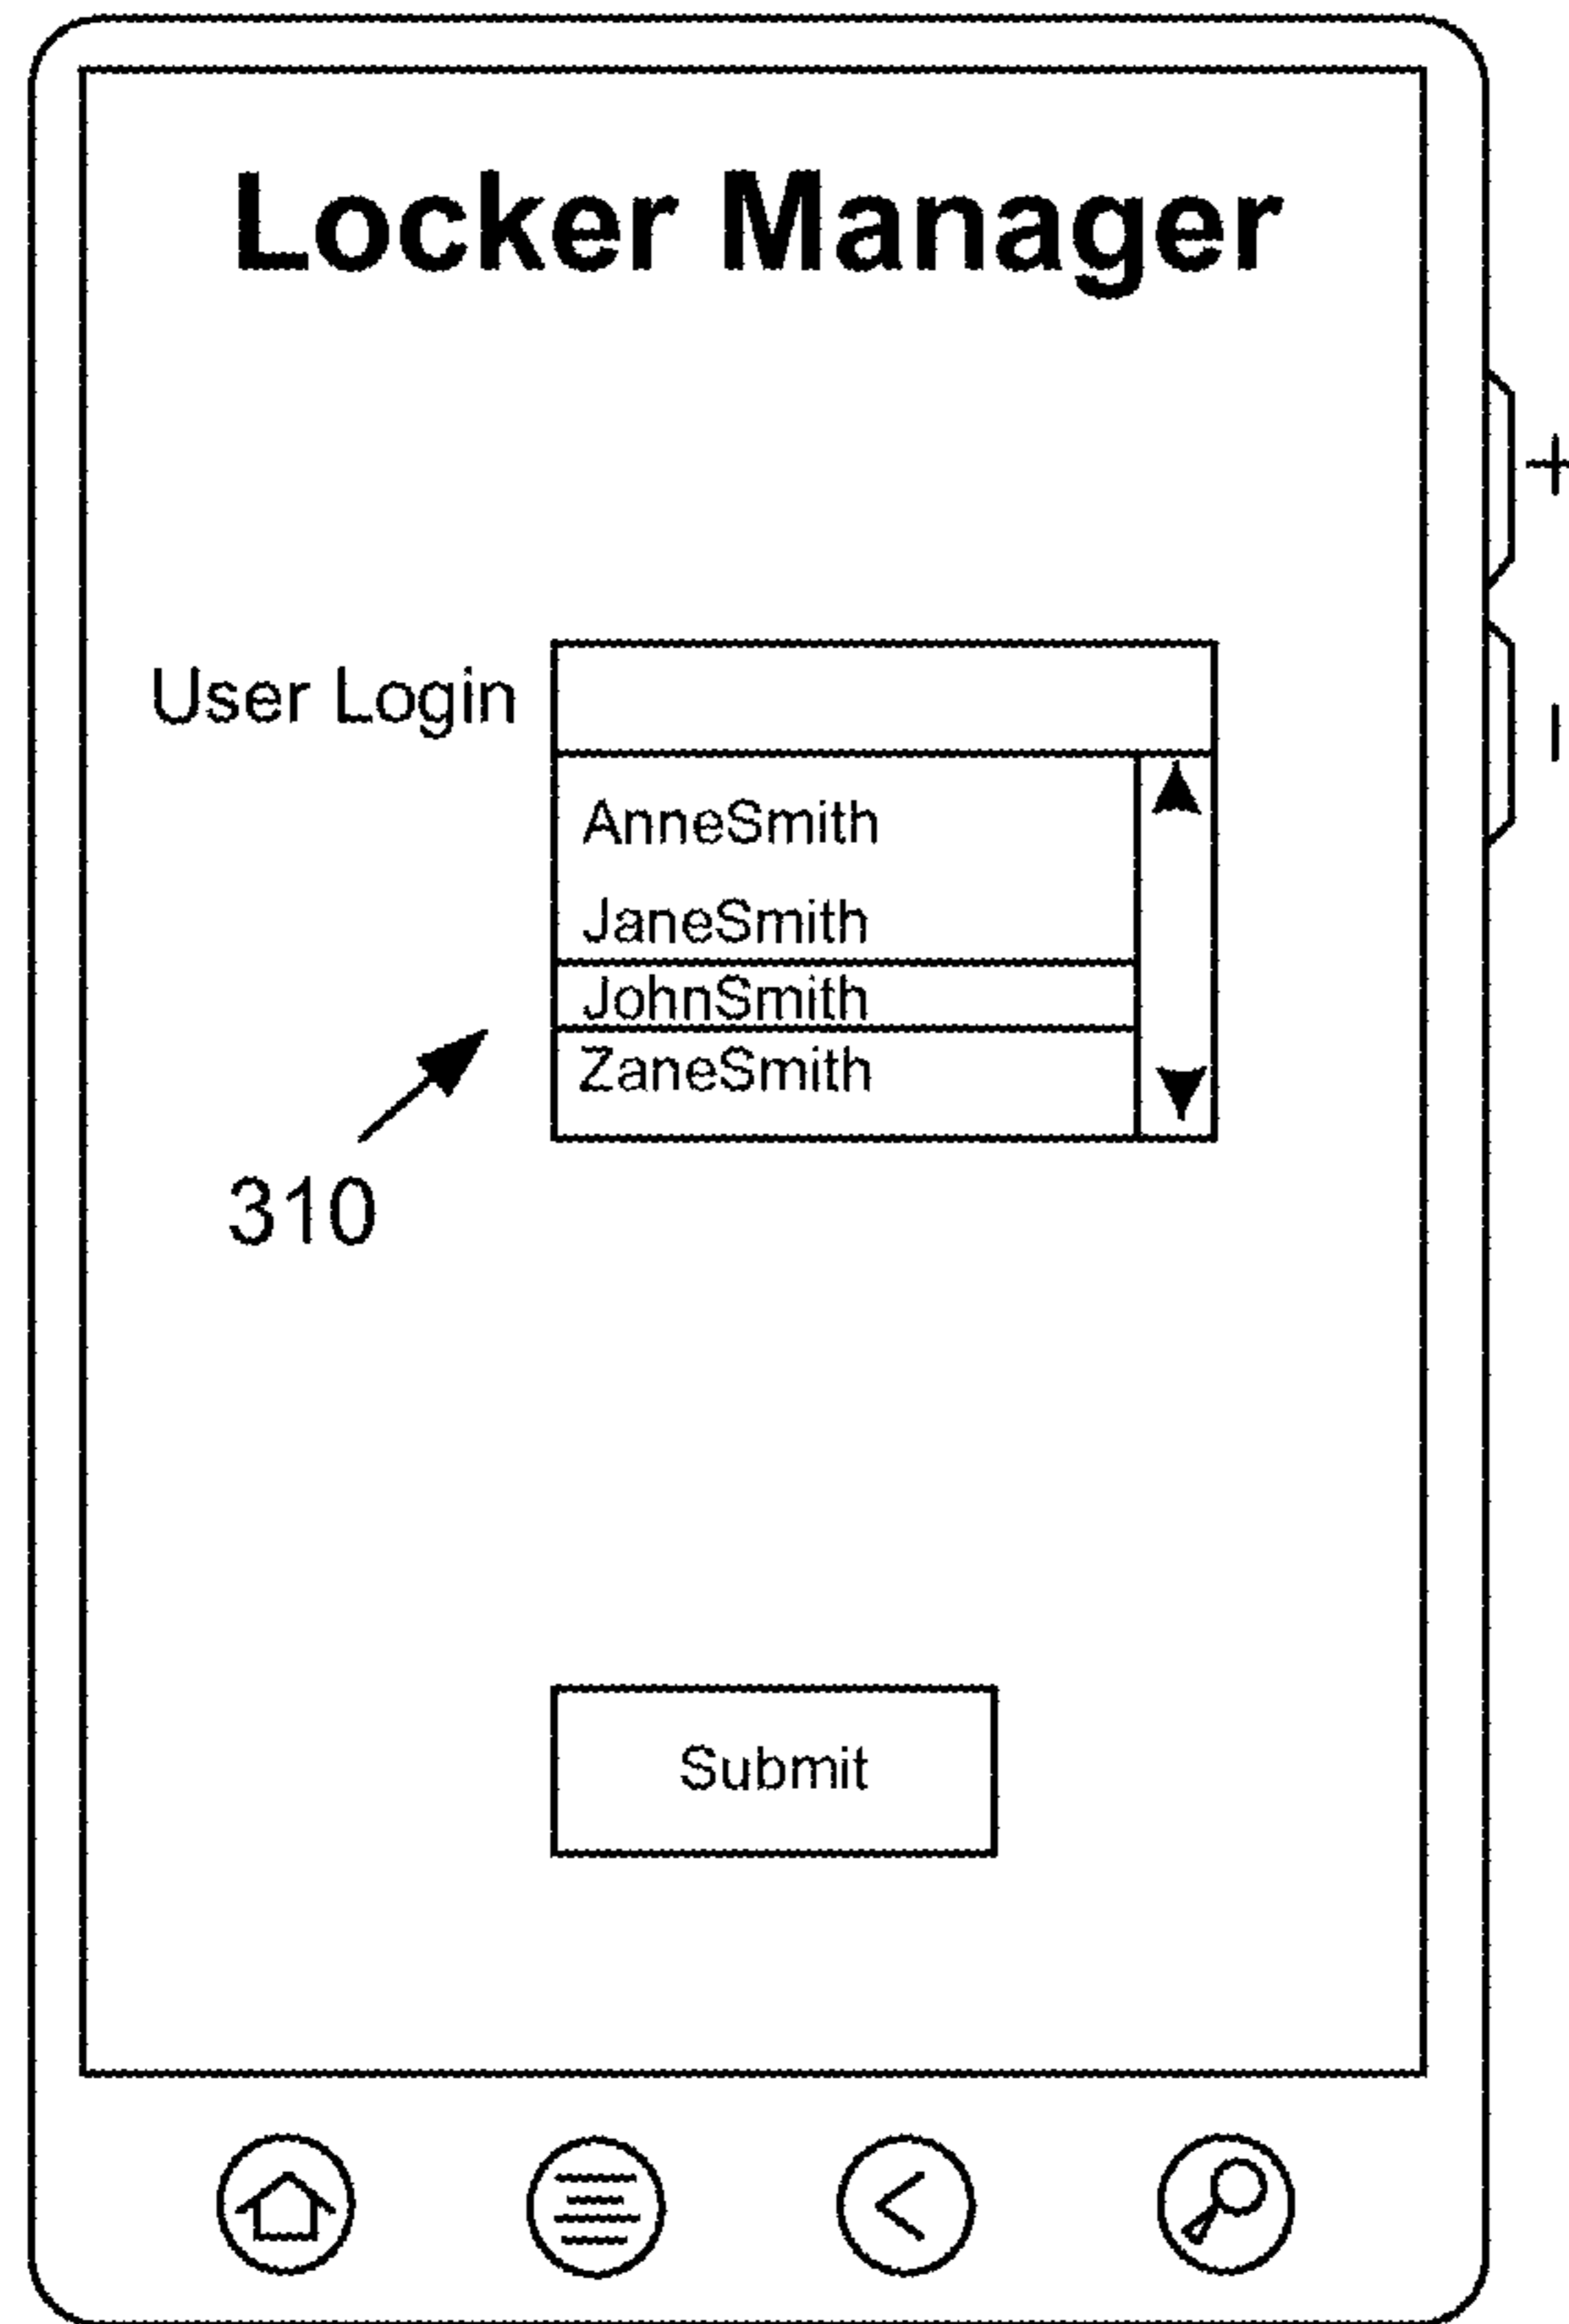 Locker Manager
+
User Login
-
AnneSmith
JaneSmith
JohnSmith
ZaneSmith
310
Submit